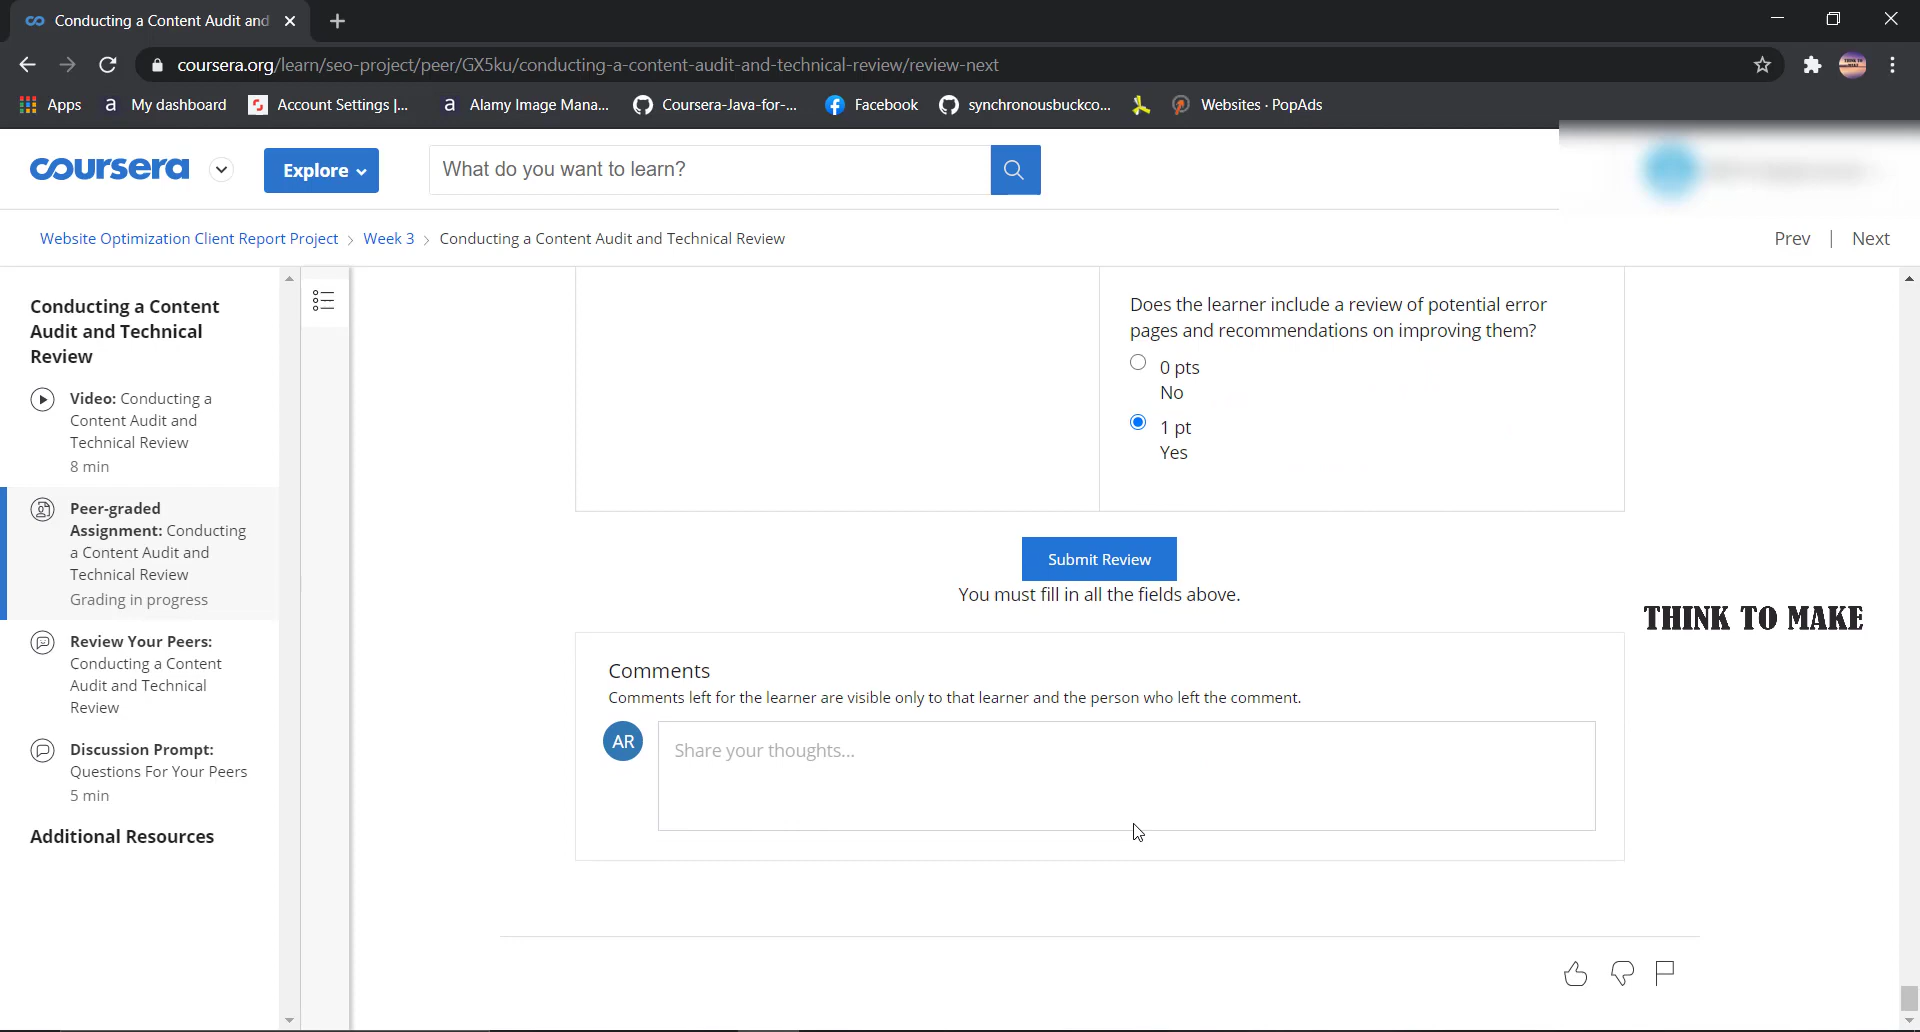 Conducting a Content Audit and
coursera.org/learn/seo-project/peer/GX5ku/conducting-a-content-audit-and-technical-review/review-next
Apps a My dashboard Account Settings |... a Alamy Image Mana... Coursera-Java-for-... Facebook synchronousbuckco... Websites · PopAds
coursera Explore What do you want to learn?
Website Optimization Client Report Project > Week 3 > Conducting a Content Audit and Technical Review Prev | Next
Conducting a Content
Audit and Technical
Review
Video: Conducting a
Content Audit and
Technical Review
8 min
Peer-graded
Assignment: Conducting
a Content Audit and
Technical Review
Grading in progress
Review Your Peers:
Conducting a Content
Audit and Technical
Review
Discussion Prompt:
Questions For Your Peers
5 min
Additional Resources
Does the learner include a review of potential error
pages and recommendations on improving them?
0 pts
No
1 pt
Yes
Submit Review
You must fill in all the fields above.
THINK TO MAKE
Comments
Comments left for the learner are visible only to that learner and the person who left the comment.
AR
Share your thoughts...